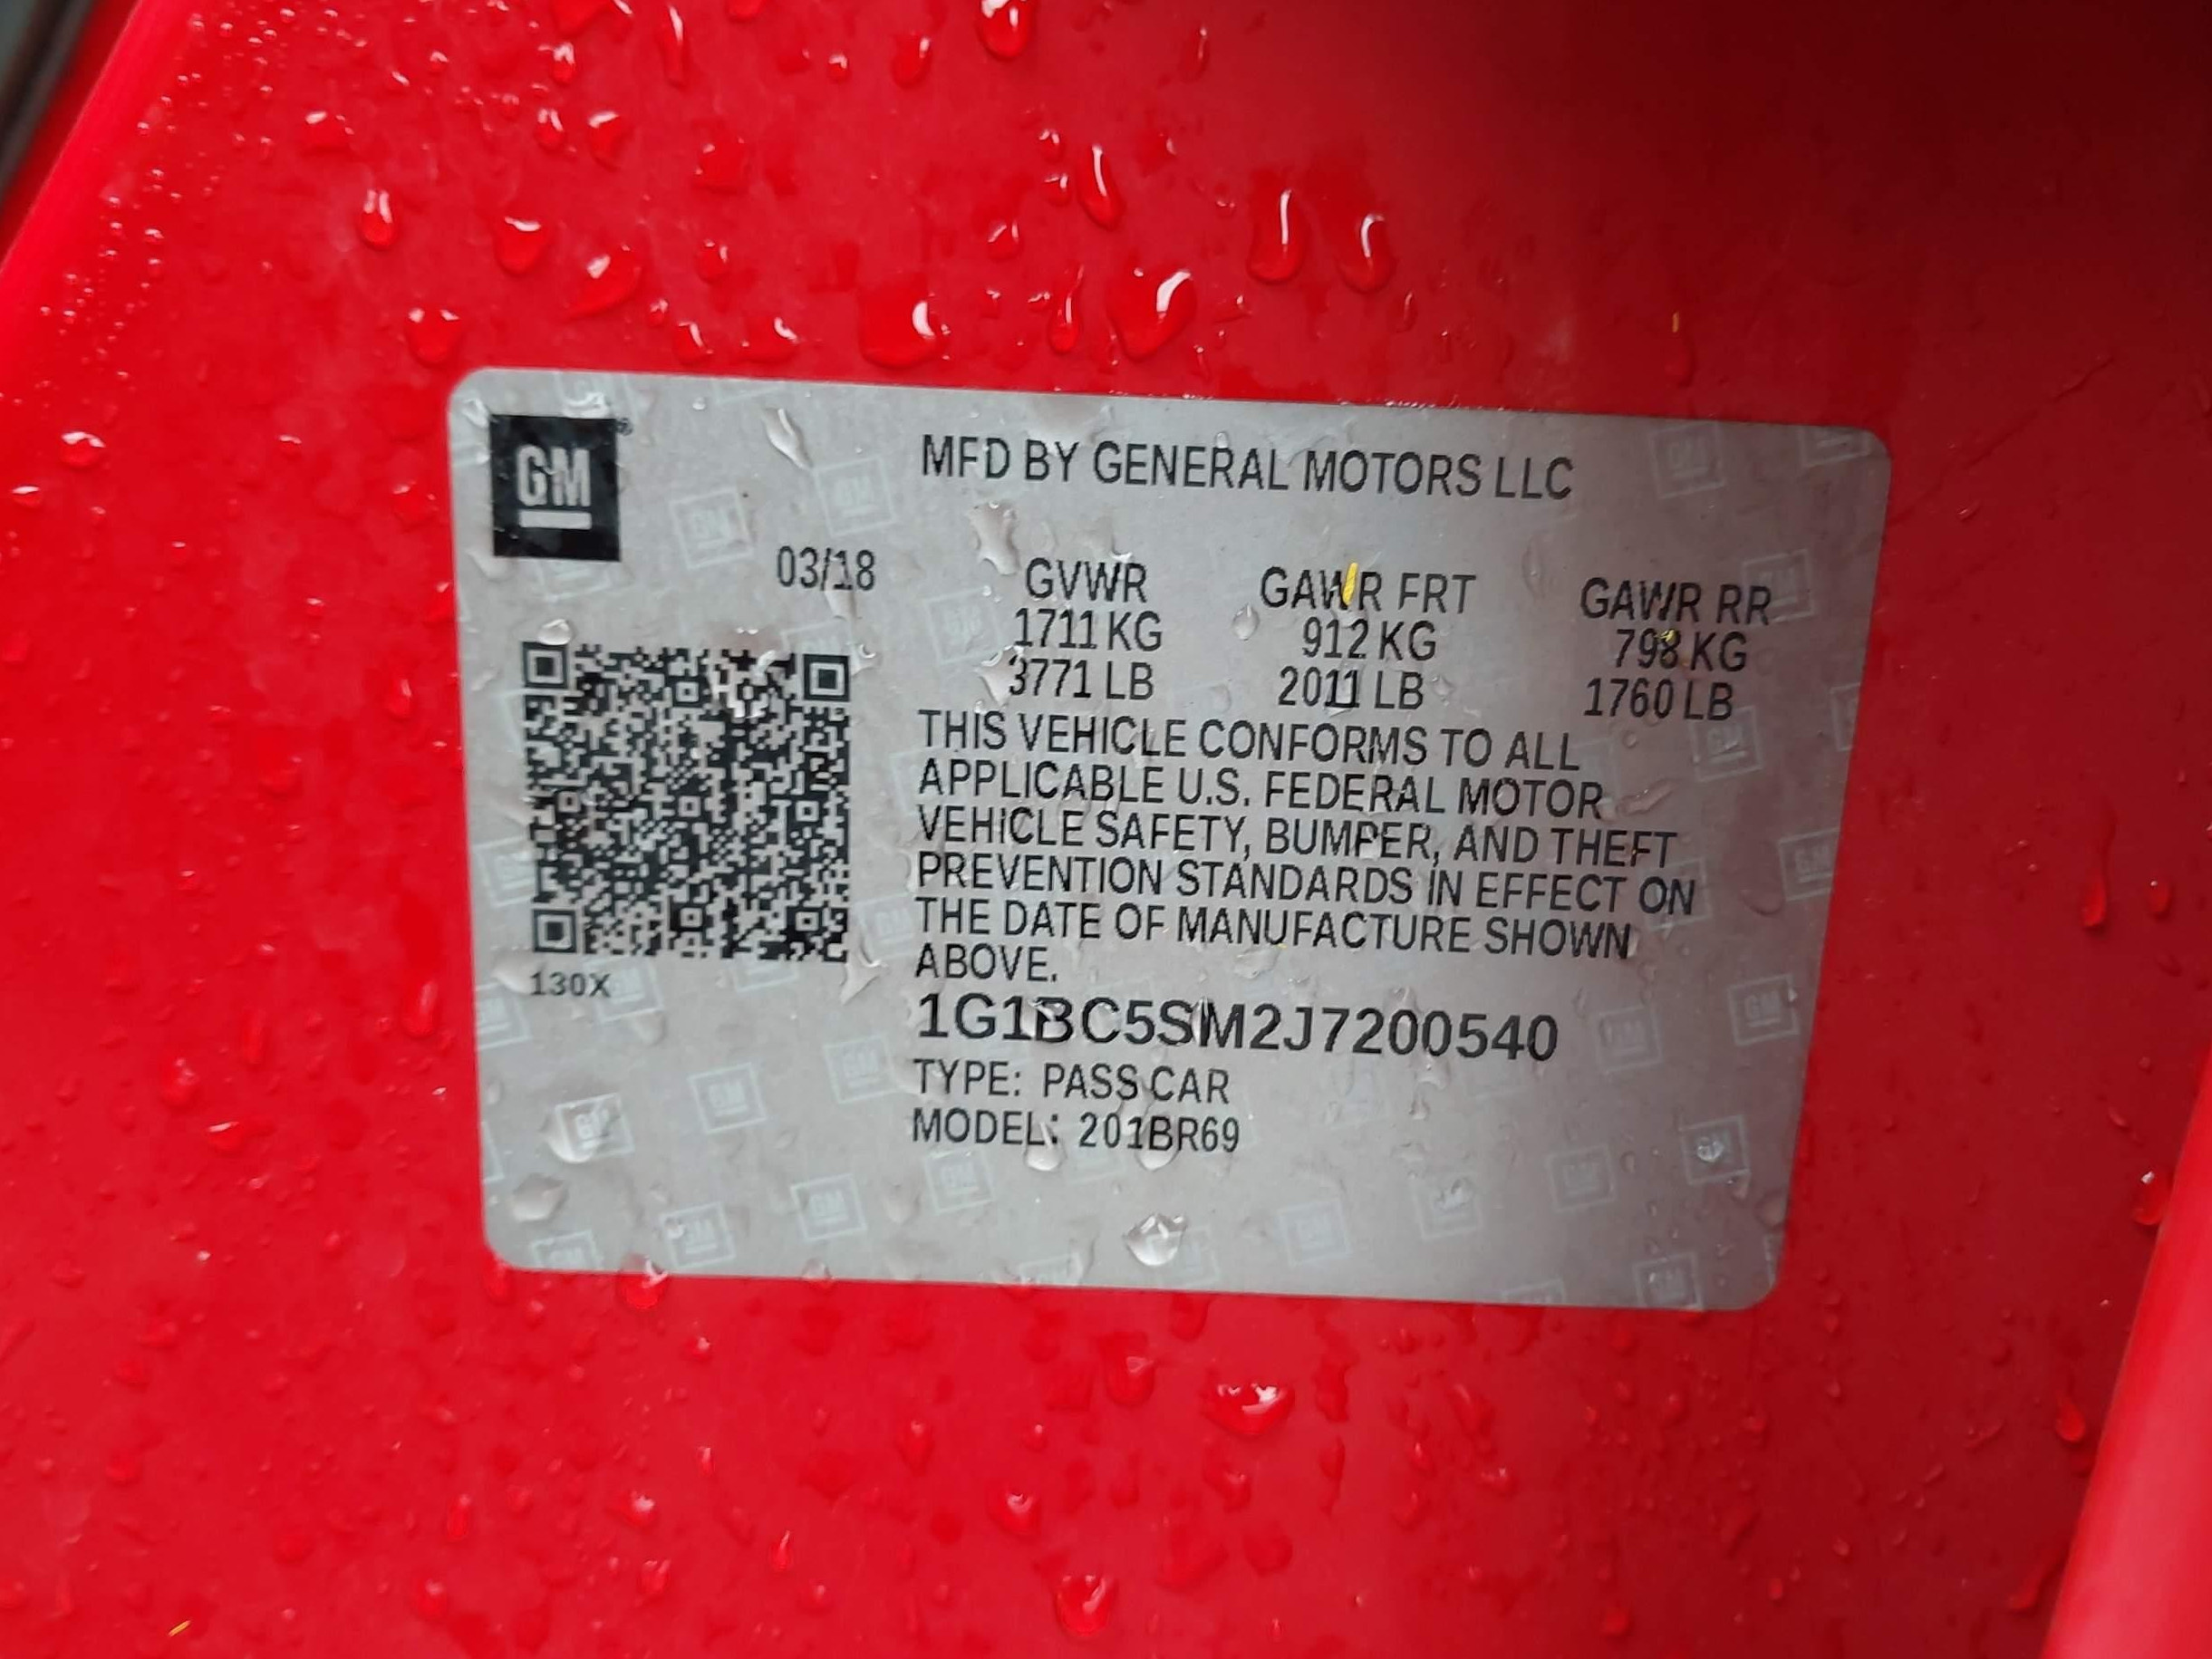 GM
MFD BY GENERAL MOTORS LLC
03/18
GVWR GAWR FRT GAWR RR
1711 KG 912 KG 798 KG
3771 LB 2011 LB 1760 LB
THIS VEHICLE CONFORMS TO ALL
APPLICABLE U.S. FEDERAL MOTOR
VEHICLE SAFETY, BUMPER, AND THEFT
PREVENTION STANDARDS IN EFFECT ON
THE DATE OF MANUFACTURE SHOWN
ABOVE.
130X
1G1BC5SM2J7200540
TYPE: PASS CAR
MODEL: 201BR69